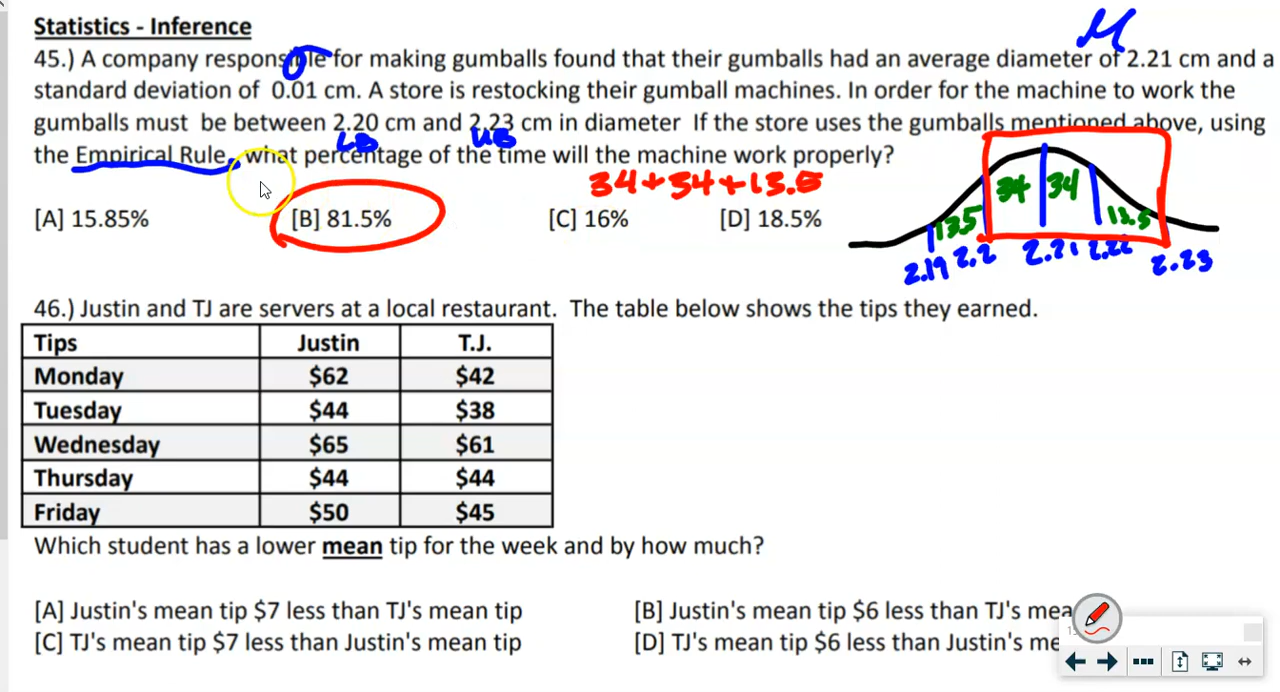 Statistics - Inference
μ
45.) A company responsible for making gumballs found that their gumballs had an average diameter of 2.21 cm and a
σ
standard deviation of 0.01 cm. A store is restocking their gumball machines. In order for the machine to work the
gumballs must be between 2.20 cm and 2.23 cm in diameter If the store uses the gumballs mentioned above, using
LB UB
the Empirical Rule, what percentage of the time will the machine work properly?
34+34+13.5
34 34
[A] 15.85% [B] 81.5% [C] 16% [D] 18.5%
13.5 13.5
2.19 2.2 2.21 2.22 2.23
46.) Justin and TJ are servers at a local restaurant. The table below shows the tips they earned.
Tips Justin T.J.
Monday $62 $42
Tuesday $44 $38
Wednesday $65 $61
Thursday $44 $44
Friday $50 $45
Which student has a lower mean tip for the week and by how much?
[A] Justin's mean tip $7 less than TJ's mean tip [B] Justin's mean tip $6 less than TJ's mea
[C] TJ's mean tip $7 less than Justin's mean tip [D] TJ's mean tip $6 less than Justin's me